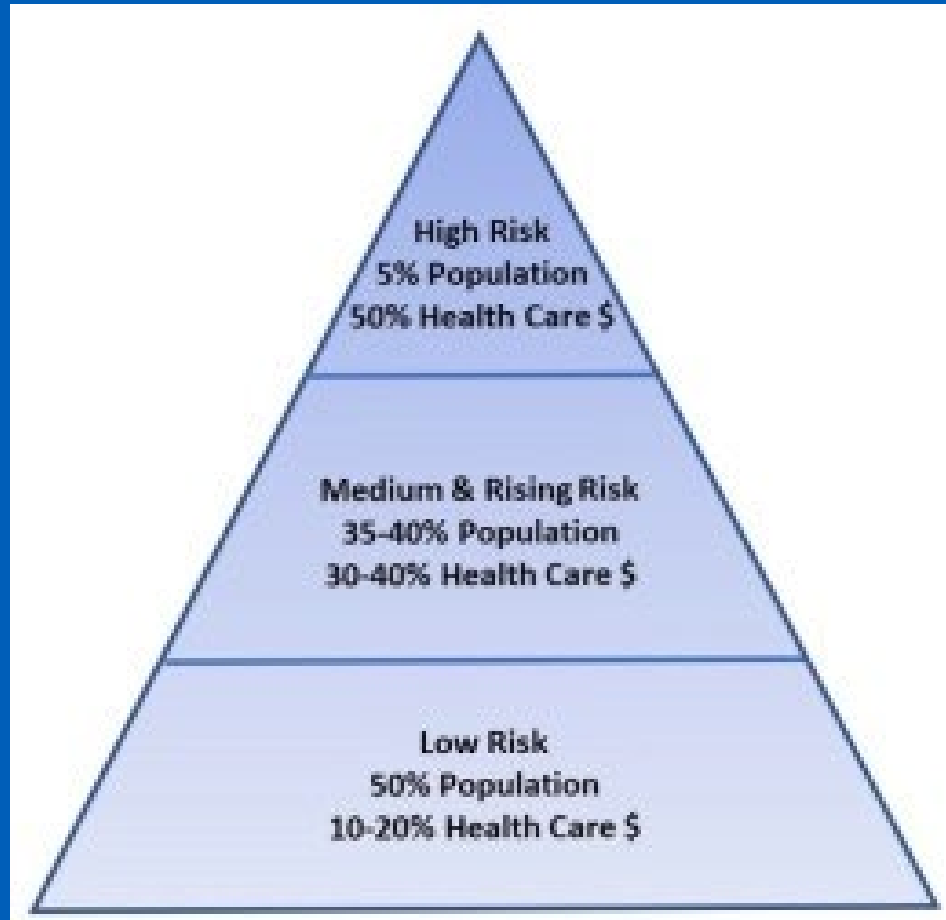 High Risk
5% Population
50% Health Care $
Medium & Rising Risk
35-40% Population
30-40% Health Care $
Low Risk
50% Population
10-20% Health Care $